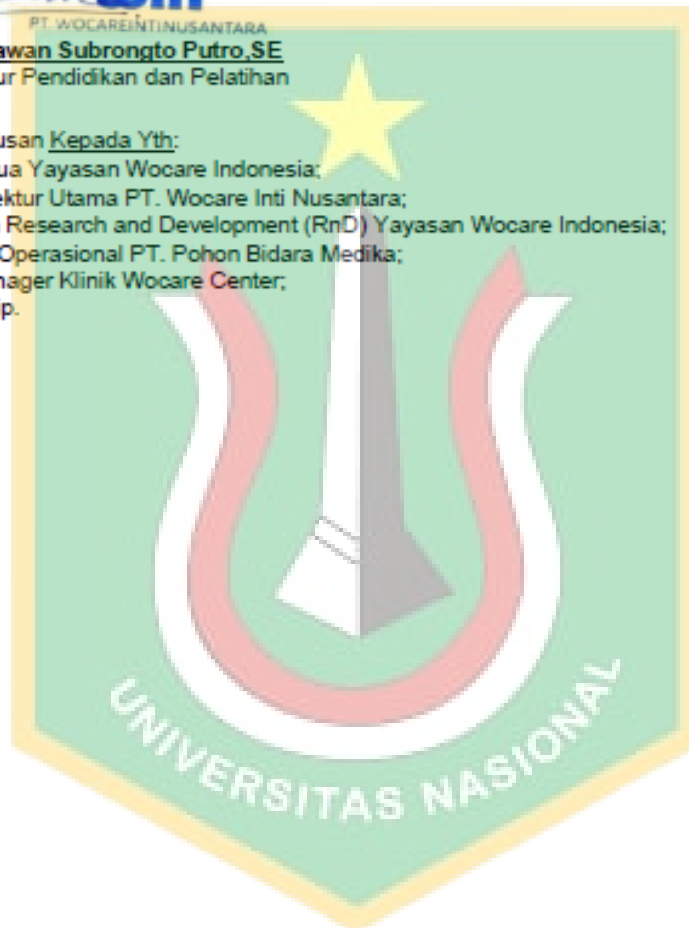 PT. WOCAREINTINUSANTARA
awan Subrongto Putro,SE
ur Pendidikan dan Pelatihan
usan Kepada Yth:
ua Yayasan Wocare Indonesia;
ektur Utama PT. Wocare Inti Nusantara;
Research and Development (RnD) Yayasan Wocare Indonesia;
Operasional PT. Pohon Bidara Medika;
nager Klinik Wocare Center;
ip.
UNIVERSITAS NASIONAL